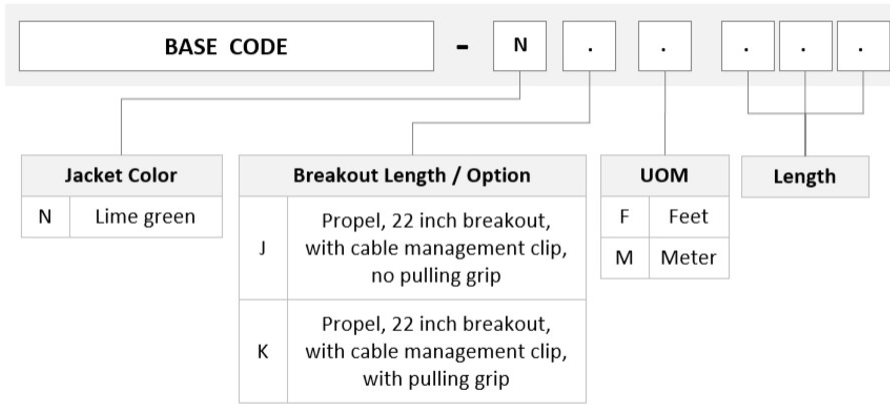 BASE CODE - N . . . . .
Jacket Color
N Lime green
Breakout Length / Option
J Propel, 22 inch breakout,
with cable management clip,
no pulling grip
K Propel, 22 inch breakout,
with cable management clip,
with pulling grip
UOM
F Feet
M Meter
Length